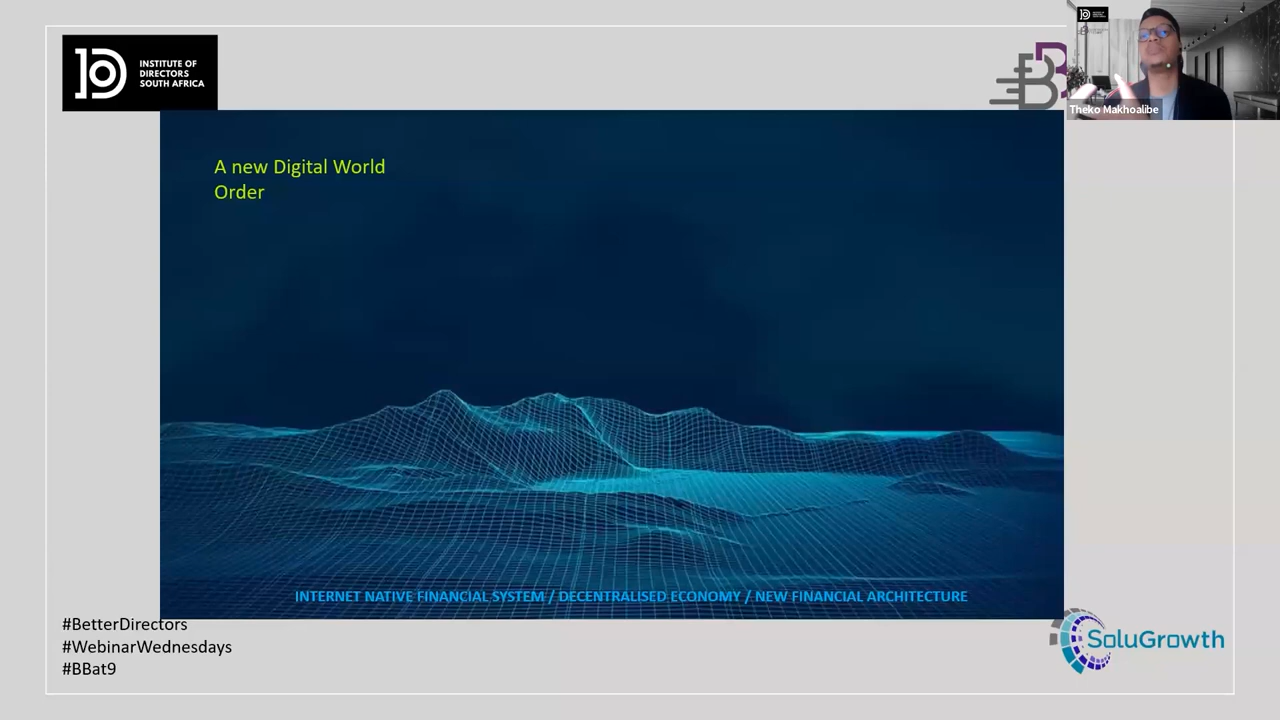 INSTITUTE OF
DIRECTORS
SOUTH AFRICA
Theko Makhoalibe
A new Digital World
Order
INTERNET NATIVE FINANCIAL SYSTEM / DECENTRALISED ECONOMY / NEW FINANCIAL ARCHITECTURE
#BetterDirectors
#WebinarWednesdays
#BBat9
SoluGrowth